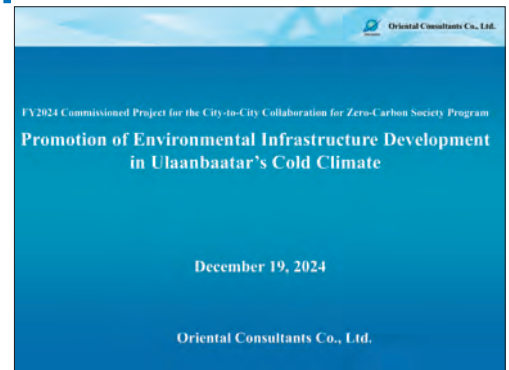 Oriental Consultants Co., Ltd.
FY2024 Commissioned Project for the City-to-City Collaboration for Zero-Carbon Society Program
Promotion of Environmental Infrastructure Development
in Ulaanbaatar's Cold Climate
December 19, 2024
Oriental Consultants Co., Ltd.